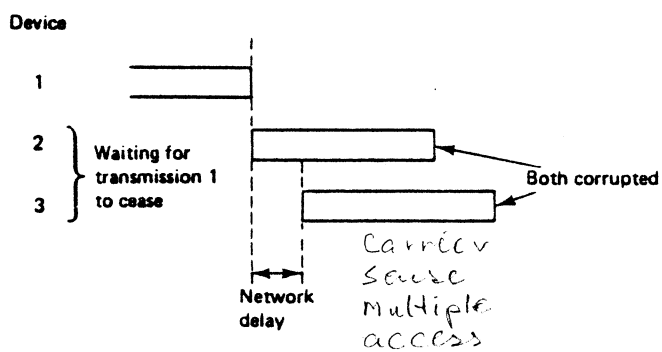 Device
1
2
3
Waiting for
transmission 1
to cease
Both corrupted
Network
delay
Carrier
sense
Multiple
access